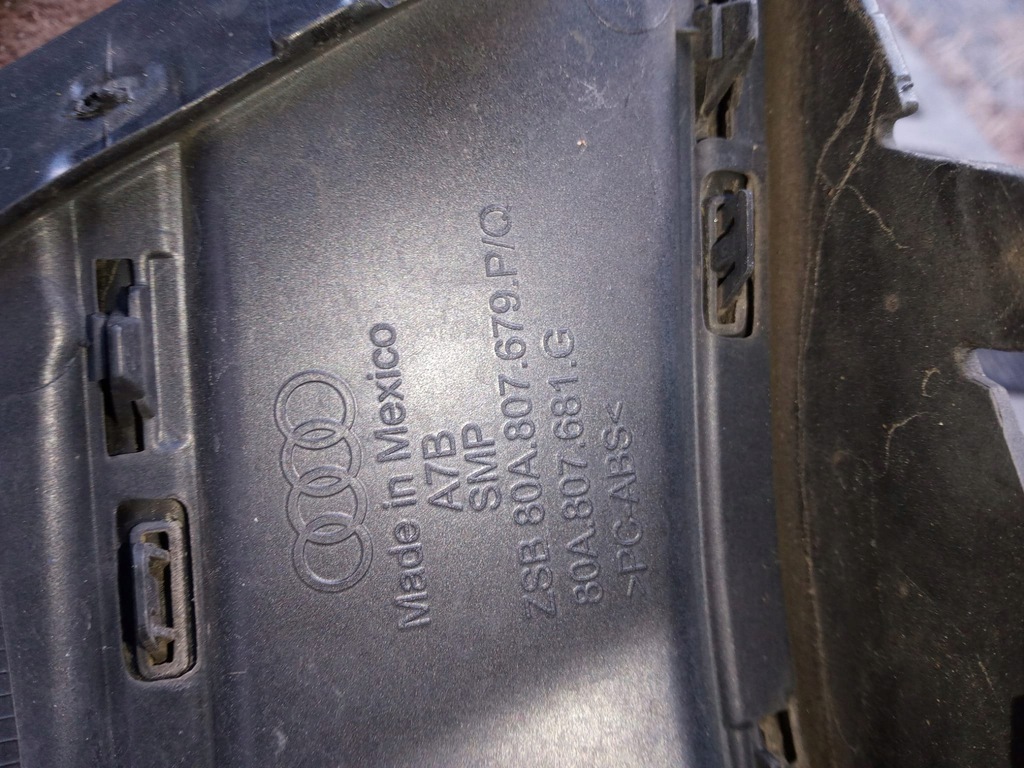 Made in Mexico
A7B
SMP
ZSB 80A.807.679.P/Q
80A.807.681.G
>PC-ABS<